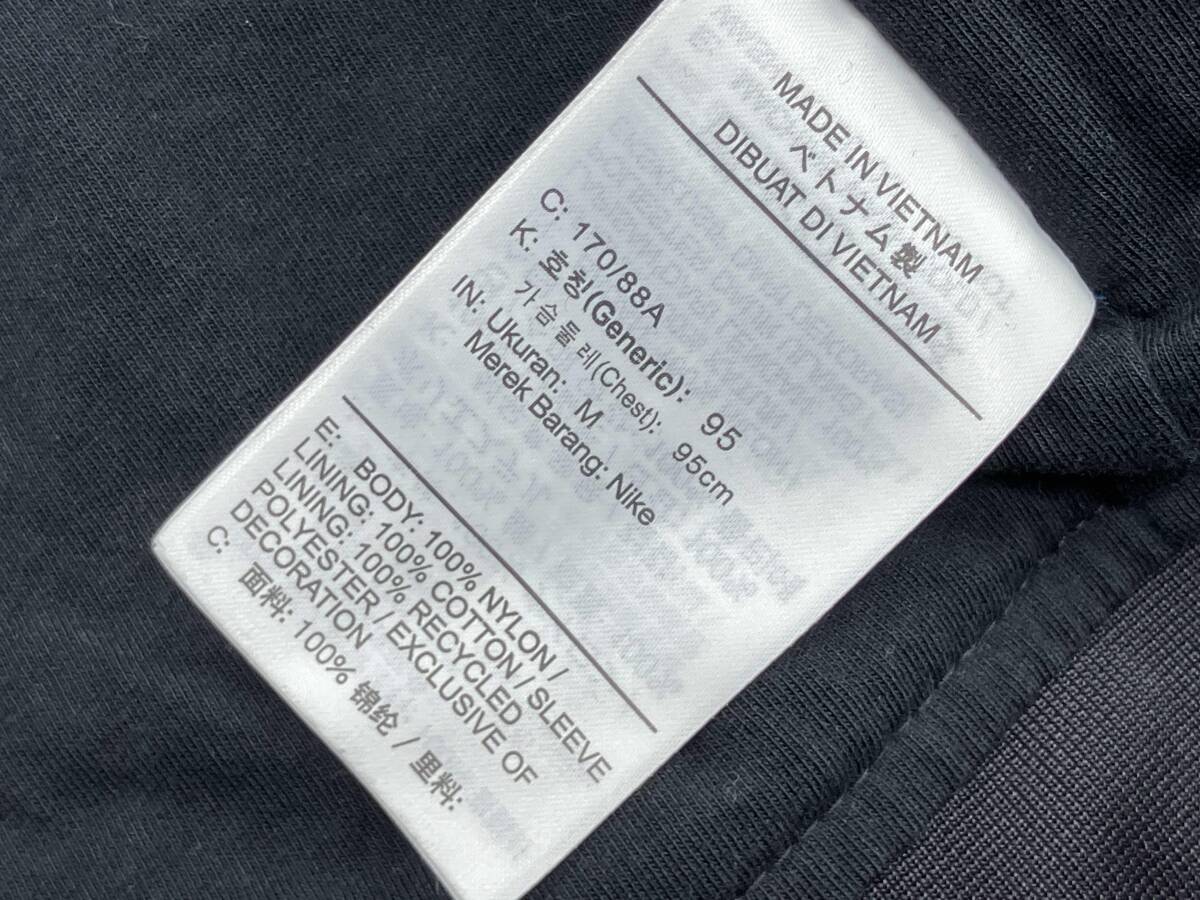 MADE IN VIETNAM
ベトナム製
DIBUAT DI VIETNAM
C: 170/88A
K: 호칭(Generic): 95
가슴둘레(Chest): 95cm
IN: Ukuran: M
Merek Barang: Nike
E: BODY: 100% NYLON /
LINING: 100% COTTON / SLEEVE
LINING: 100% RECYCLED
POLYESTER / EXCLUSIVE OF
DECORATION
C: 面料: 100% 锦纶 / 里料: